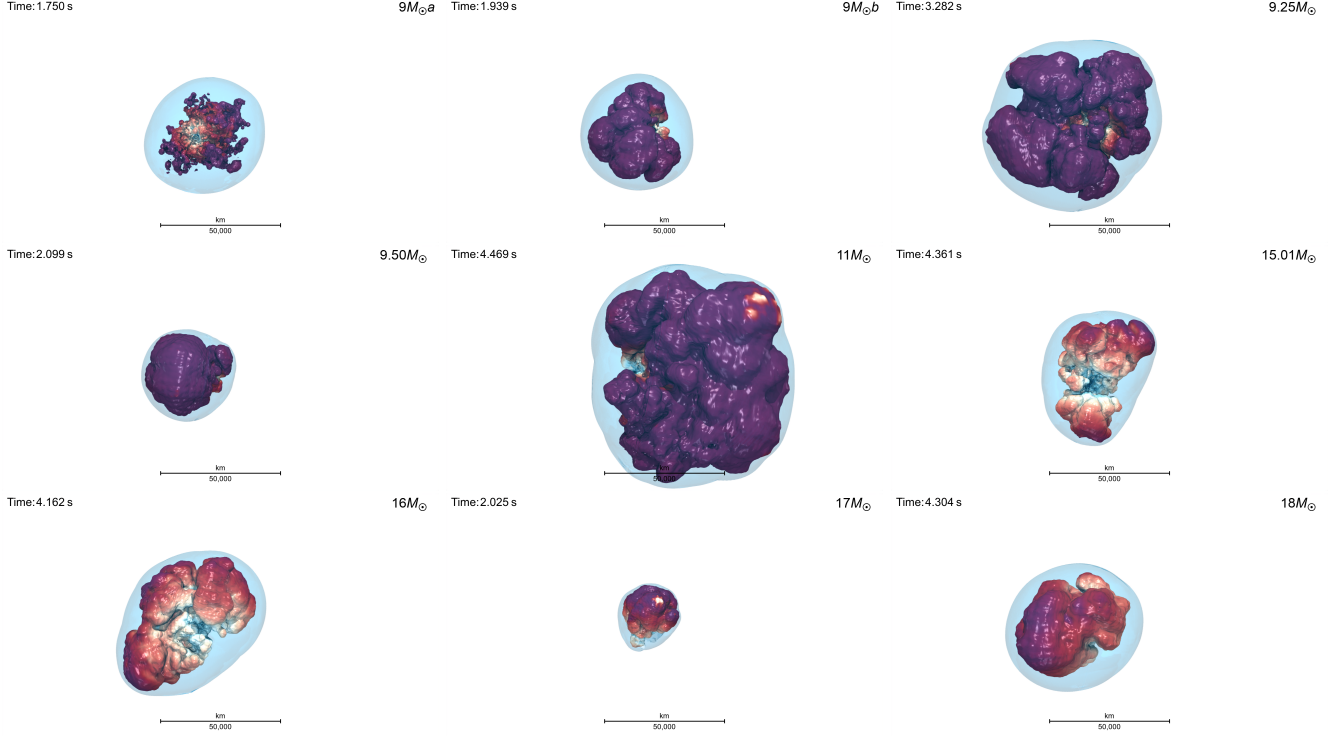 Time:1.750 s 9M☉a
km
50,000
Time:1.939 s 9M☉b
km
50,000
Time:3.282 s 9.25M☉
km
50,000
Time:2.099 s 9.50M☉
km
50,000
Time:4.469 s 11M☉
km
50,000
Time:4.361 s 15.01M☉
km
50,000
Time:4.162 s 16M☉
km
50,000
Time:2.025 s 17M☉
km
50,000
Time:4.304 s 18M☉
km
50,000